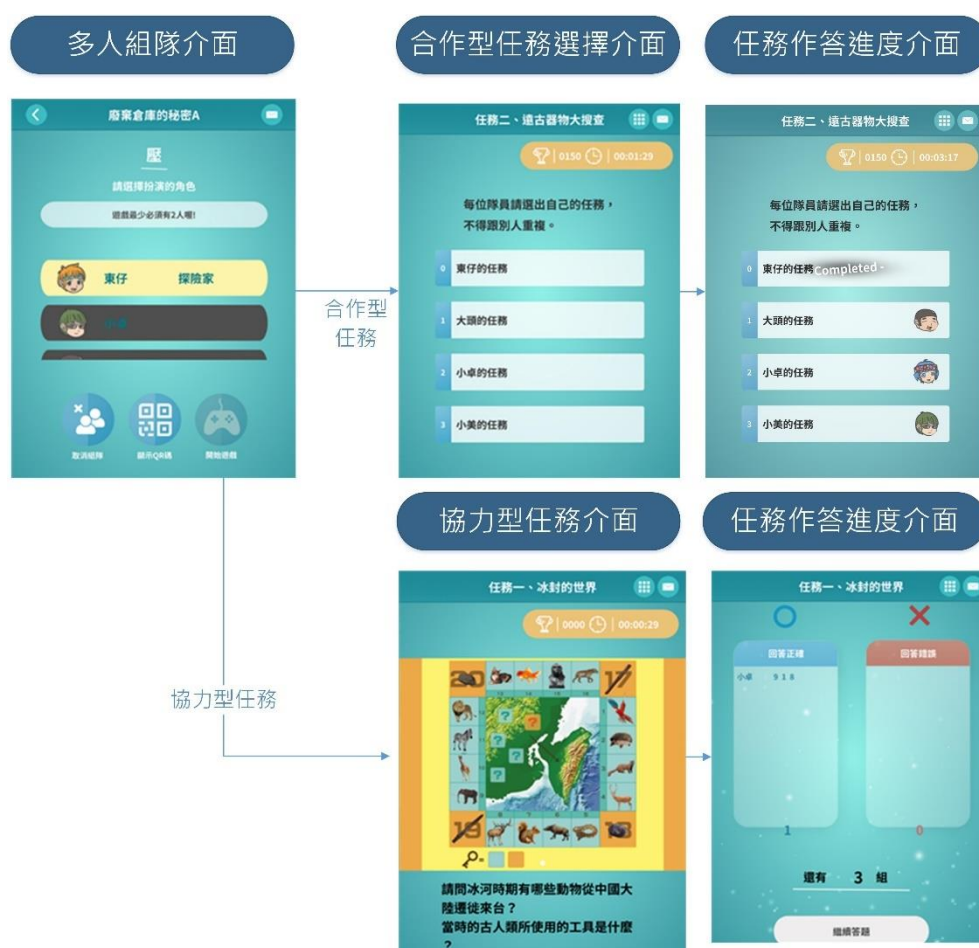 多人組隊介面
合作型任務選擇介面
任務作答進度介面
廢棄倉庫的秘密A
壓
請選擇扮演的角色
遊戲最少必須有2人喔!
東仔 探險家
小卓
取消組隊
顯示QR碼
開始遊戲
合作型
任務
任務二、遠古器物大搜查
0150 00:01:29
每位隊員請選出自己的任務，
不得跟別人重複。
0 東仔的任務
1 大頭的任務
2 小卓的任務
3 小美的任務
任務二、遠古器物大搜查
0150 00:03:17
每位隊員請選出自己的任務，
不得跟別人重複。
0 東仔的任務 Completed -
1 大頭的任務
2 小卓的任務
3 小美的任務
協力型任務
協力型任務介面
任務作答進度介面
任務一、冰封的世界
0000 00:00:29
20
17
19
18
請問冰河時期有哪些動物從中國大
陸遷徙來台？
當時的古人類所使用的工具是什麼
？
任務一、冰封的世界
回答正確
回答錯誤
小卓 9 1 8
1
0
還有 3 組
繼續答題